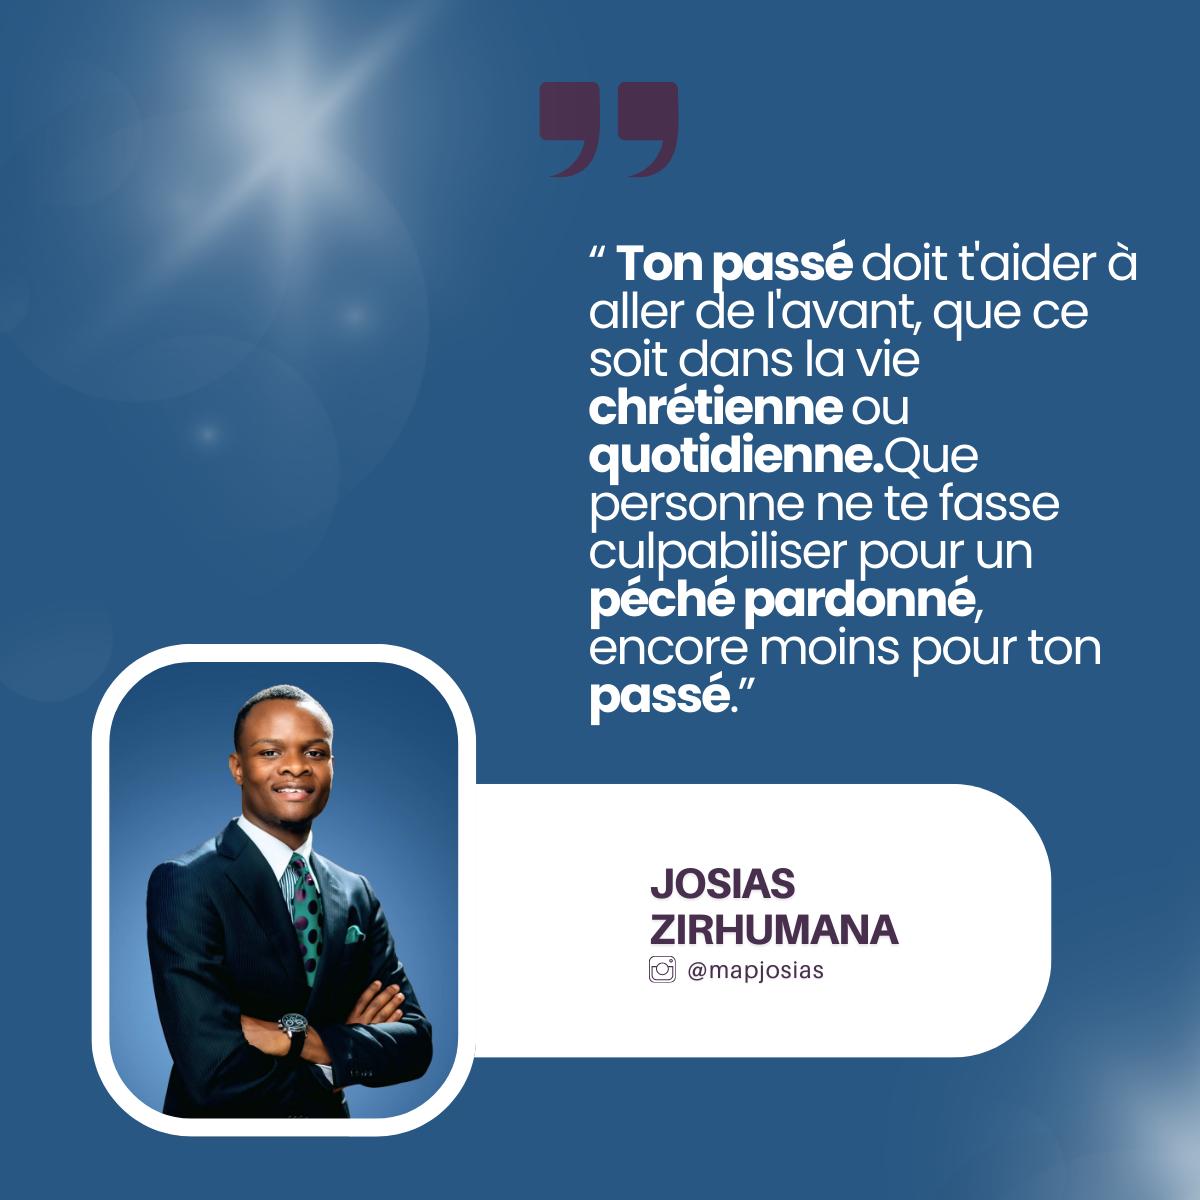 “ Ton passé doit t'aider à
aller de l'avant, que ce
soit dans la vie
chrétienne ou
quotidienne.Que
personne ne te fasse
culpabiliser pour un
péché pardonné,
encore moins pour ton
passé.”
JOSIAS
ZIRHUMANA
@mapjosias